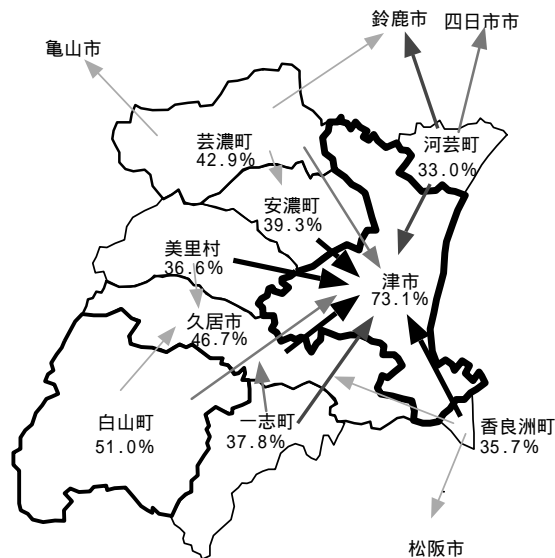 鈴鹿市
四日市市
亀山市
芸濃町
42.9%
河芸町
33.0%
安濃町
39.3%
美里村
36.6%
津市
73.1%
久居市
46.7%
白山町
51.0%
一志町
37.8%
香良洲町
35.7%
松阪市